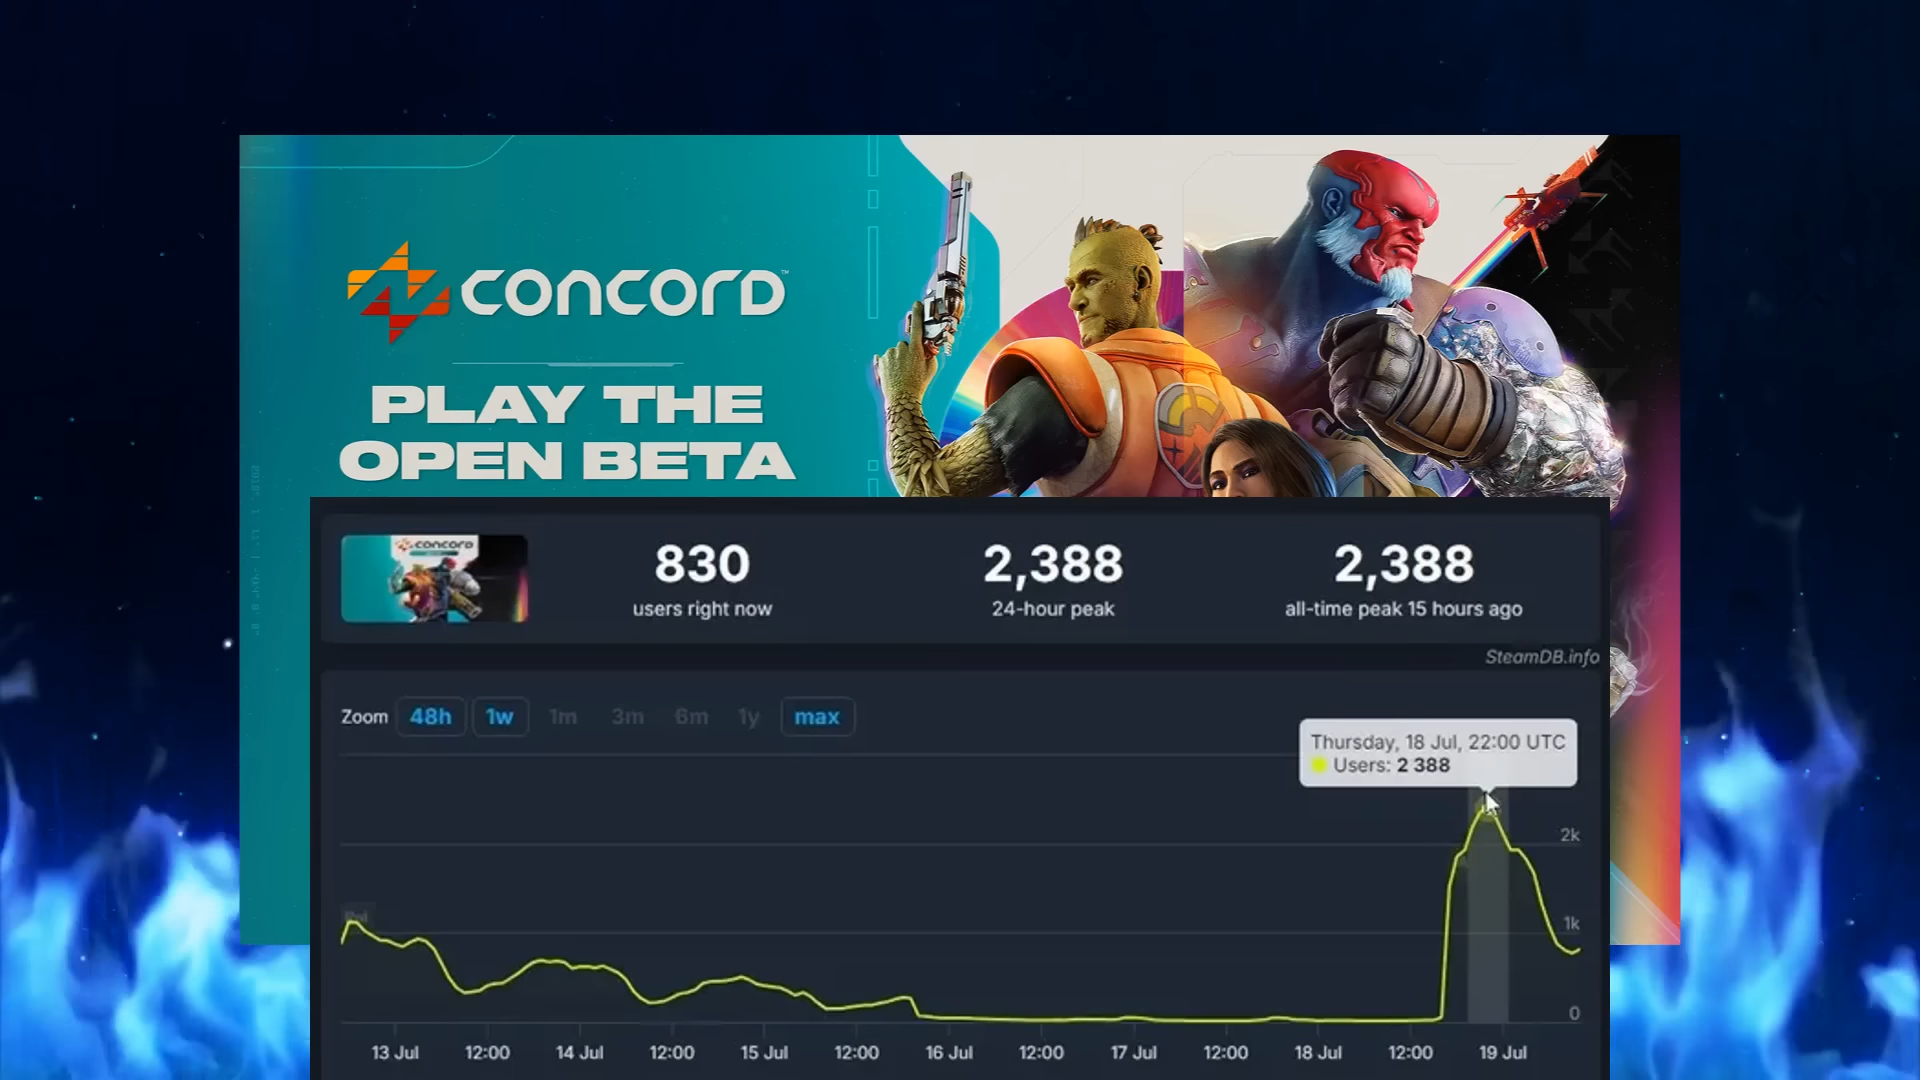 CONCORD™
PLAY THE
OPEN BETA
CONCORD
830
users right now
2,388
24-hour peak
2,388
all-time peak 15 hours ago
SteamDB.info
Zoom 48h 1w 1m 3m 6m 1y max
Thursday, 18 Jul, 22:00 UTC
Users: 2 388
2k
1k
0
13 Jul 12:00 14 Jul 12:00 15 Jul 12:00 16 Jul 12:00 17 Jul 12:00 18 Jul 12:00 19 Jul